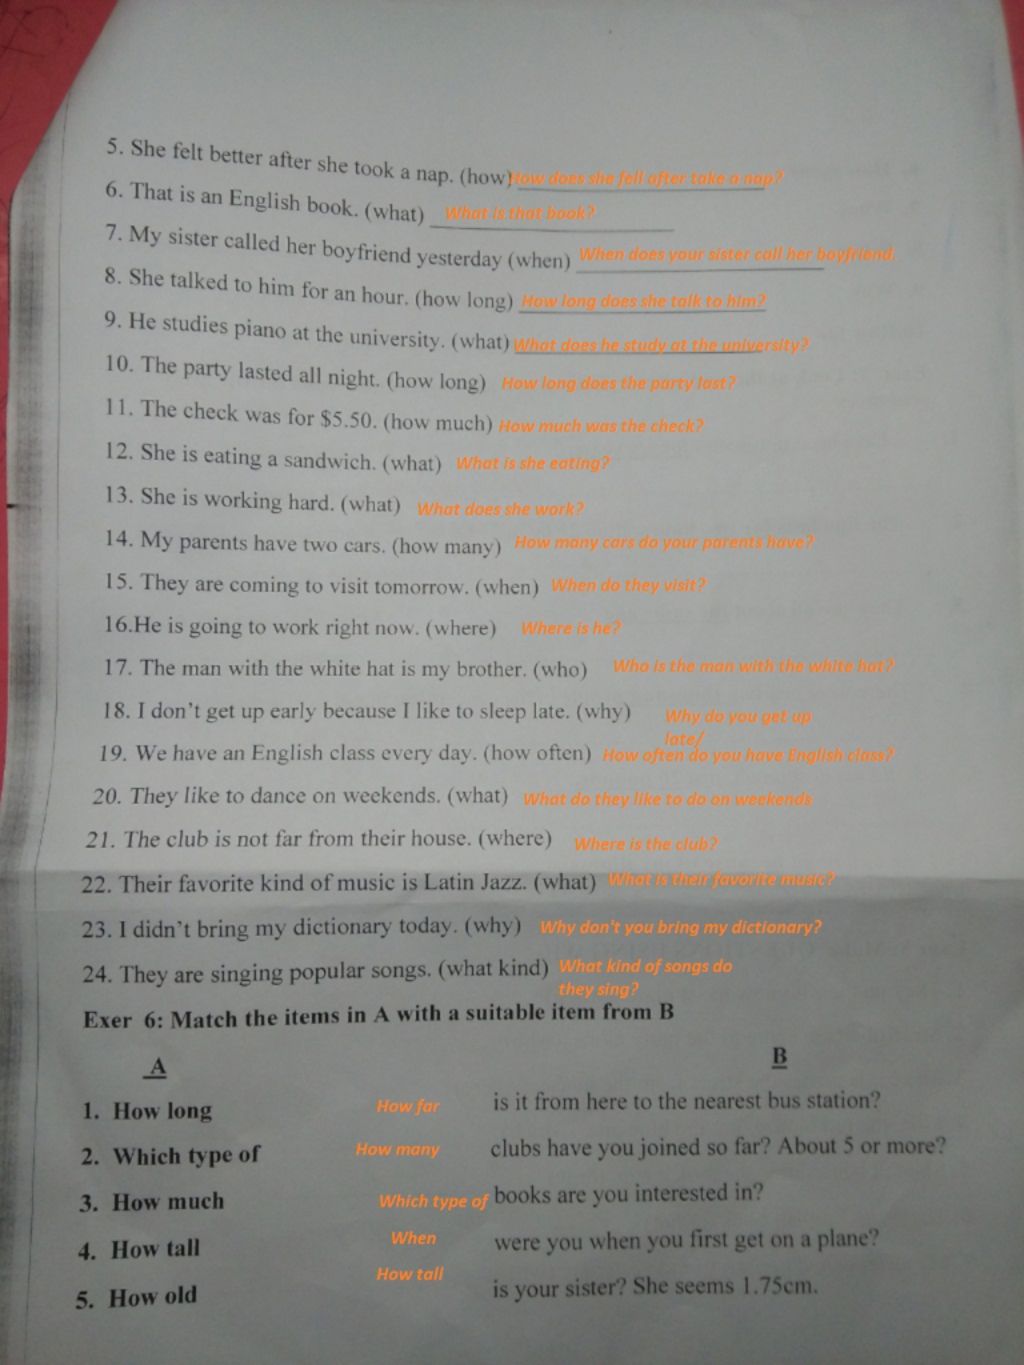 5. She felt better after she took a nap. (how) How does she fell after take a nap?
6. That is an English book. (what) What is that book?
7. My sister called her boyfriend yesterday (when) When does your sister call her boyfriend.
8. She talked to him for an hour. (how long) How long does she talk to him?
9. He studies piano at the university. (what) What does he study at the university?
10. The party lasted all night. (how long) How long does the party last?
11. The check was for $5.50. (how much) How much was the check?
12. She is eating a sandwich. (what) What is she eating?
13. She is working hard. (what) What does she work?
14. My parents have two cars. (how many) How many cars do your parents have?
15. They are coming to visit tomorrow. (when) When do they visit?
16.He is going to work right now. (where) Where is he?
17. The man with the white hat is my brother. (who) Who is the man with the white hat?
18. I don't get up early because I like to sleep late. (why) Why do you get up
late/
19. We have an English class every day. (how often) How often do you have English class?
20. They like to dance on weekends. (what) What do they like to do on weekends
21. The club is not far from their house. (where) Where is the club?
22. Their favorite kind of music is Latin Jazz. (what) What is their favorite music?
23. I didn't bring my dictionary today. (why) Why don't you bring my dictionary?
24. They are singing popular songs. (what kind) What kind of songs do
they sing?
Exer 6: Match the items in A with a suitable item from B
A B
1. How long How far is it from here to the nearest bus station?
2. Which type of How many clubs have you joined so far? About 5 or more?
3. How much Which type of books are you interested in?
4. How tall When were you when you first get on a plane?
5. How old How tall is your sister? She seems 1.75cm.